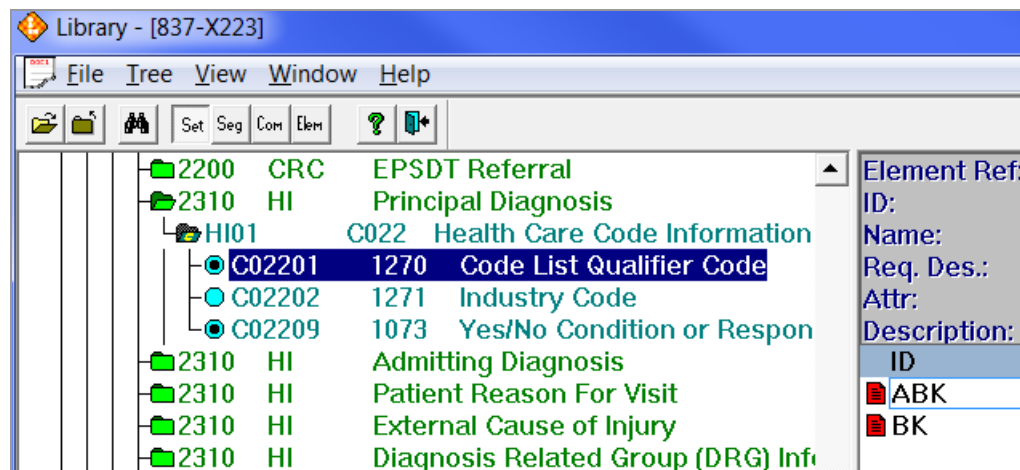 Library - [837-X223]
File Tree View Window Help
Set Seg Com Elem
2200 CRC EPSDT Referral
2310 HI Principal Diagnosis
HI01 C022 Health Care Code Information
C02201 1270 Code List Qualifier Code
C02202 1271 Industry Code
C02209 1073 Yes/No Condition or Respon
2310 HI Admitting Diagnosis
2310 HI Patient Reason For Visit
2310 HI External Cause of Injury
2310 HI Diagnosis Related Group (DRG) Info
Element Ref:
ID:
Name:
Req. Des.:
Attr:
Description:
ID
ABK
BK